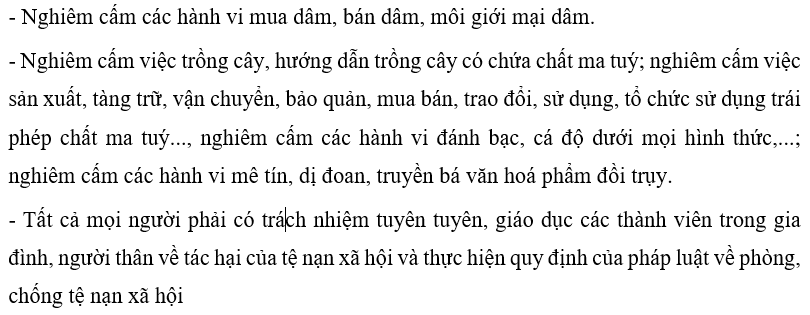 - Nghiêm cấm các hành vi mua dâm, bán dâm, môi giới mại dâm.
- Nghiêm cấm việc trồng cây, hướng dẫn trồng cây có chứa chất ma tuý; nghiêm cấm việc
sản xuất, tàng trữ, vận chuyển, bảo quản, mua bán, trao đổi, sử dụng, tổ chức sử dụng trái
phép chất ma tuý..., nghiêm cấm các hành vi đánh bạc, cá độ dưới mọi hình thức,...;
nghiêm cấm các hành vi mê tín, dị đoan, truyền bá văn hoá phẩm đồi trụy.
- Tất cả mọi người phải có trách nhiệm tuyên tuyên, giáo dục các thành viên trong gia
đình, người thân về tác hại của tệ nạn xã hội và thực hiện quy định của pháp luật về phòng,
chống tệ nạn xã hội